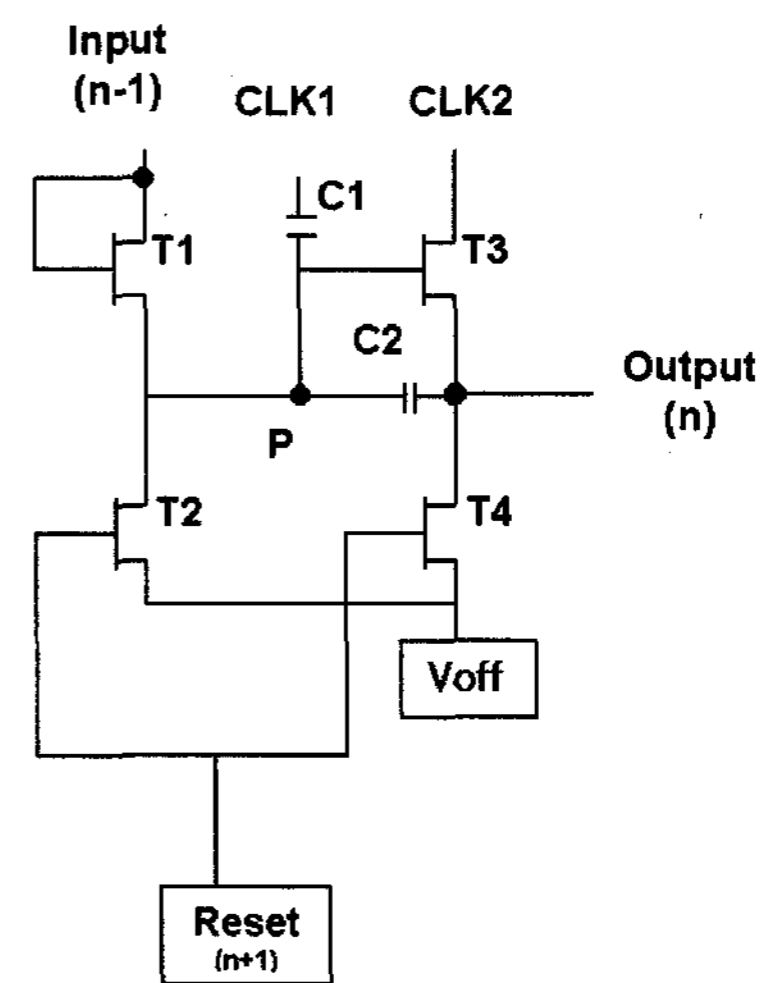 Input
(n-1)
CLK1
CLK2
C1
T1
T3
C2
Output
(n)
P
T2
T4
Voff
Reset
(n+1)